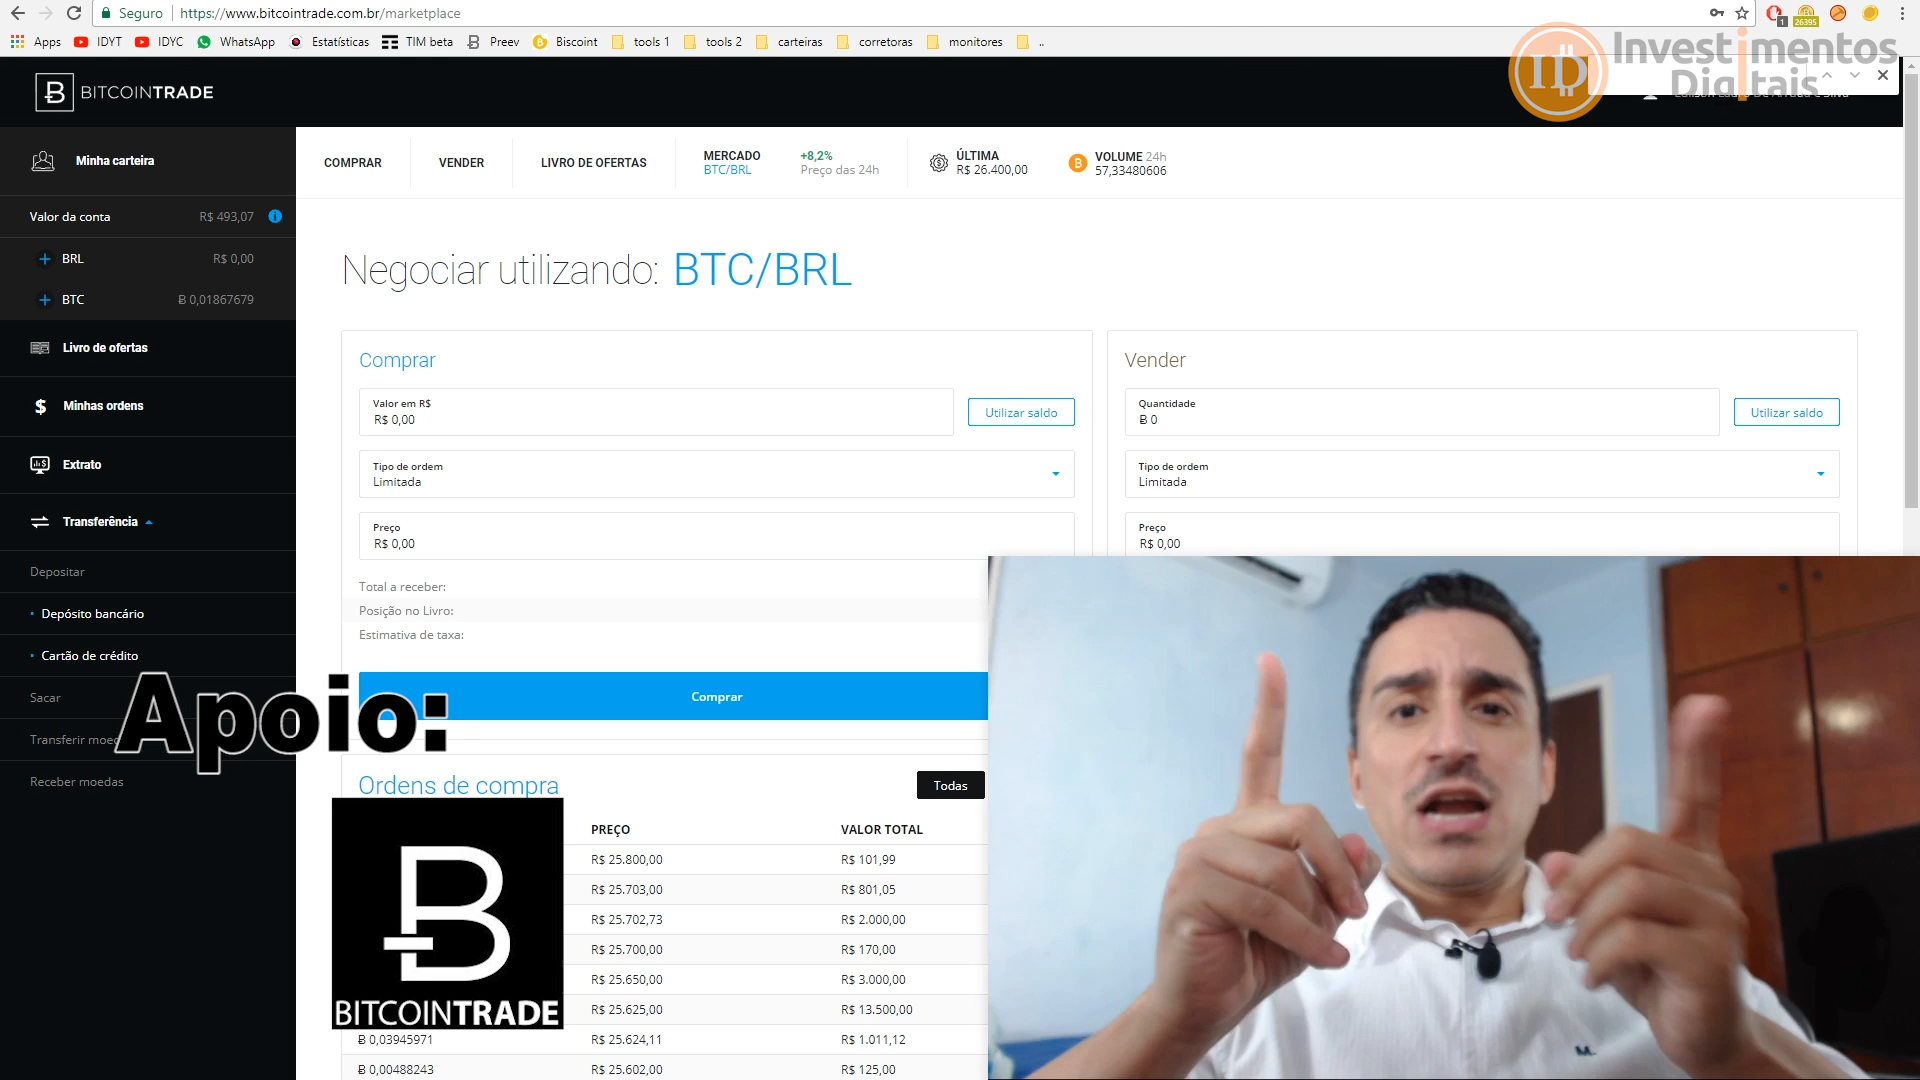 Seguro
https://www.bitcointrade.com.br/marketplace
1
26395
Apps
IDYT
IDYC
WhatsApp
Estatísticas
TIM beta
Preev
Biscoint
tools 1
tools 2
carteiras
corretoras
monitores
..
ID
Investimentos
Digitais
BITCOINTRADE
Minha carteira
Valor da conta
R$ 493,07
BRL
R$ 0,00
BTC
Ƀ 0,01867679
Livro de ofertas
Minhas ordens
Extrato
Transferência
Depositar
Depósito bancário
Cartão de crédito
Sacar
Transferir moed
Receber moedas
COMPRAR
VENDER
LIVRO DE OFERTAS
MERCADO
BTC/BRL
+8,2%
Preço das 24h
ÚLTIMA
R$ 26.400,00
VOLUME 24h
57,33480606
Negociar utilizando: BTC/BRL
Comprar
Valor em R$
R$ 0,00
Utilizar saldo
Tipo de ordem
Limitada
Preço
R$ 0,00
Total a receber:
Posição no Livro:
Estimativa de taxa:
Comprar
Vender
Quantidade
Ƀ 0
Utilizar saldo
Tipo de ordem
Limitada
Preço
R$ 0,00
Apoio:
BITCOINTRADE
Ordens de compra
Todas
PREÇO VALOR TOTAL
R$ 25.800,00 R$ 101,99
R$ 25.703,00 R$ 801,05
R$ 25.702,73 R$ 2.000,00
R$ 25.700,00 R$ 170,00
R$ 25.650,00 R$ 3.000,00
R$ 25.625,00 R$ 13.500,00
Ƀ 0,03945971 R$ 25.624,11 R$ 1.011,12
Ƀ 0,00488243 R$ 25.602,00 R$ 125,00